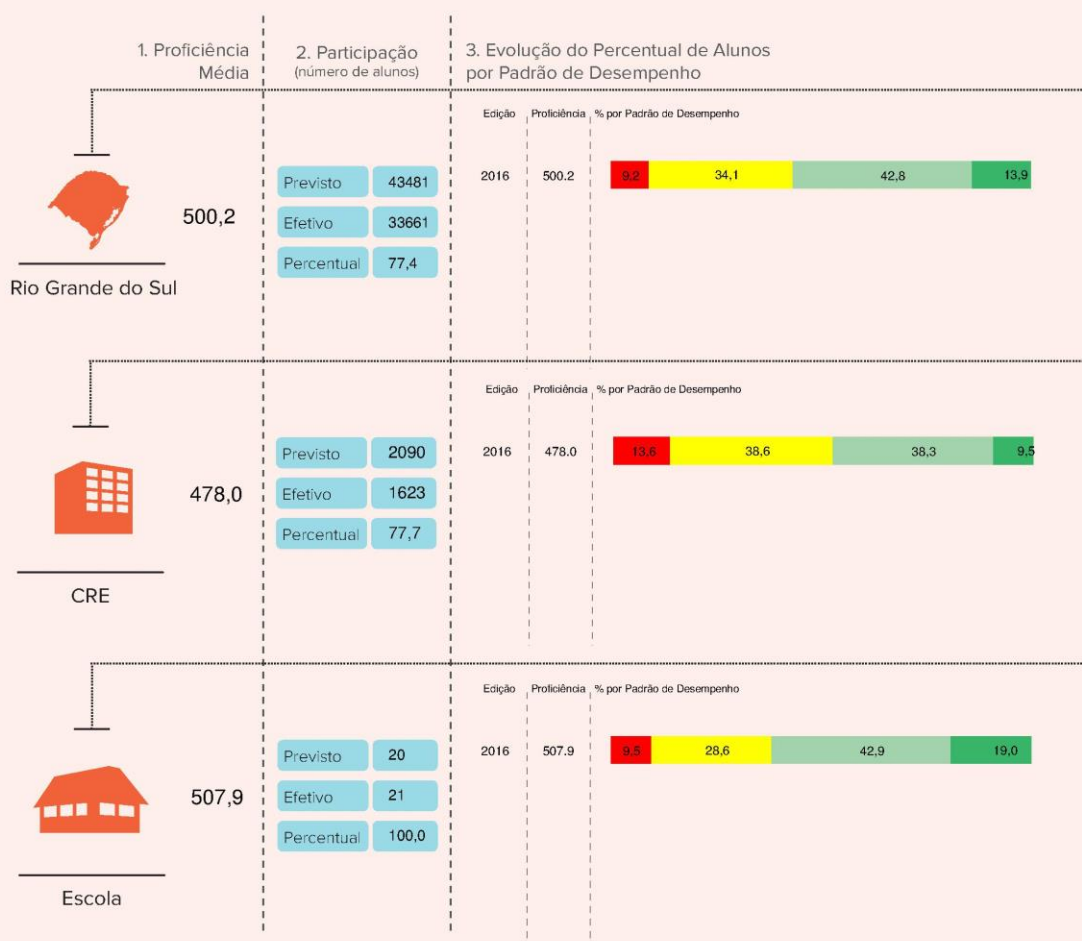 1. Proficiência
Média
2. Participação
(número de alunos)
3. Evolução do Percentual de Alunos
por Padrão de Desempenho
Edição Proficiência % por Padrão de Desempenho
Rio Grande do Sul
500,2
Previsto 43481
Efetivo 33661
Percentual 77,4
2016 500.2 9,2 34,1 42,8 13,9
Edição Proficiência % por Padrão de Desempenho
CRE
478,0
Previsto 2090
Efetivo 1623
Percentual 77,7
2016 478.0 13,6 38,6 38,3 9,5
Edição Proficiência % por Padrão de Desempenho
Escola
507,9
Previsto 20
Efetivo 21
Percentual 100,0
2016 507.9 9,5 28,6 42,9 19,0